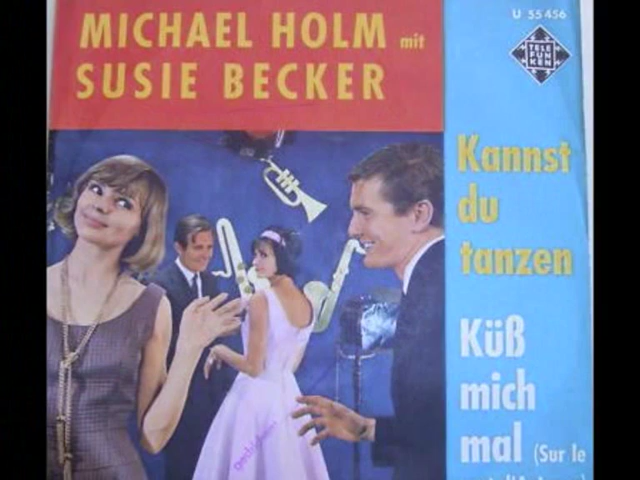 MICHAEL HOLM mit
SUSIE BECKER
U 55 456
TELE
FUN
KEN
Kannst
du
tanzen
Küß
mich
mal (Sur le